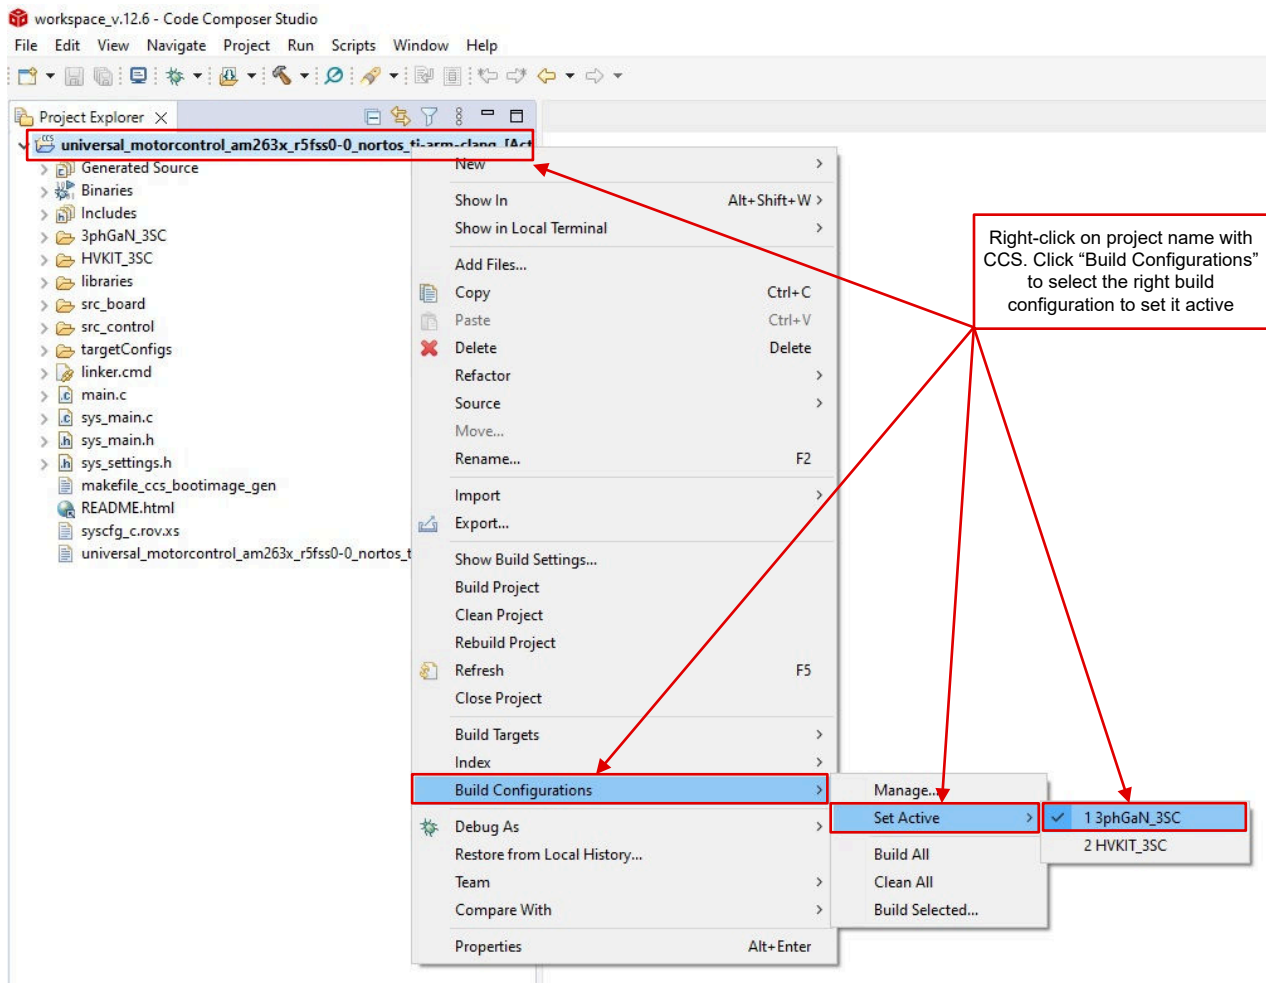 workspace_v.12.6 - Code Composer Studio
File Edit View Navigate Project Run Scripts Window Help
Project Explorer
universal_motorcontrol_am263x_r5fss0-0_nortos_ti-arm-clang [Act
Generated Source
Binaries
Includes
3phGaN_3SC
HVKIT_3SC
libraries
src_board
src_control
targetConfigs
linker.cmd
main.c
sys_main.c
sys_main.h
sys_settings.h
makefile_ccs_bootimage_gen
README.html
syscfg_c.rov.xs
universal_motorcontrol_am263x_r5fss0-0_nortos_t
New
Show In Alt+Shift+W
Show in Local Terminal
Add Files...
Copy Ctrl+C
Paste Ctrl+V
Delete Delete
Refactor
Source
Move...
Rename... F2
Import
Export...
Show Build Settings...
Build Project
Clean Project
Rebuild Project
Refresh F5
Close Project
Build Targets
Index
Build Configurations
Debug As
Restore from Local History...
Team
Compare With
Properties Alt+Enter
Manage...
Set Active
Build All
Clean All
Build Selected...
1 3phGaN_3SC
2 HVKIT_3SC
Right-click on project name with
CCS. Click “Build Configurations”
to select the right build
configuration to set it active